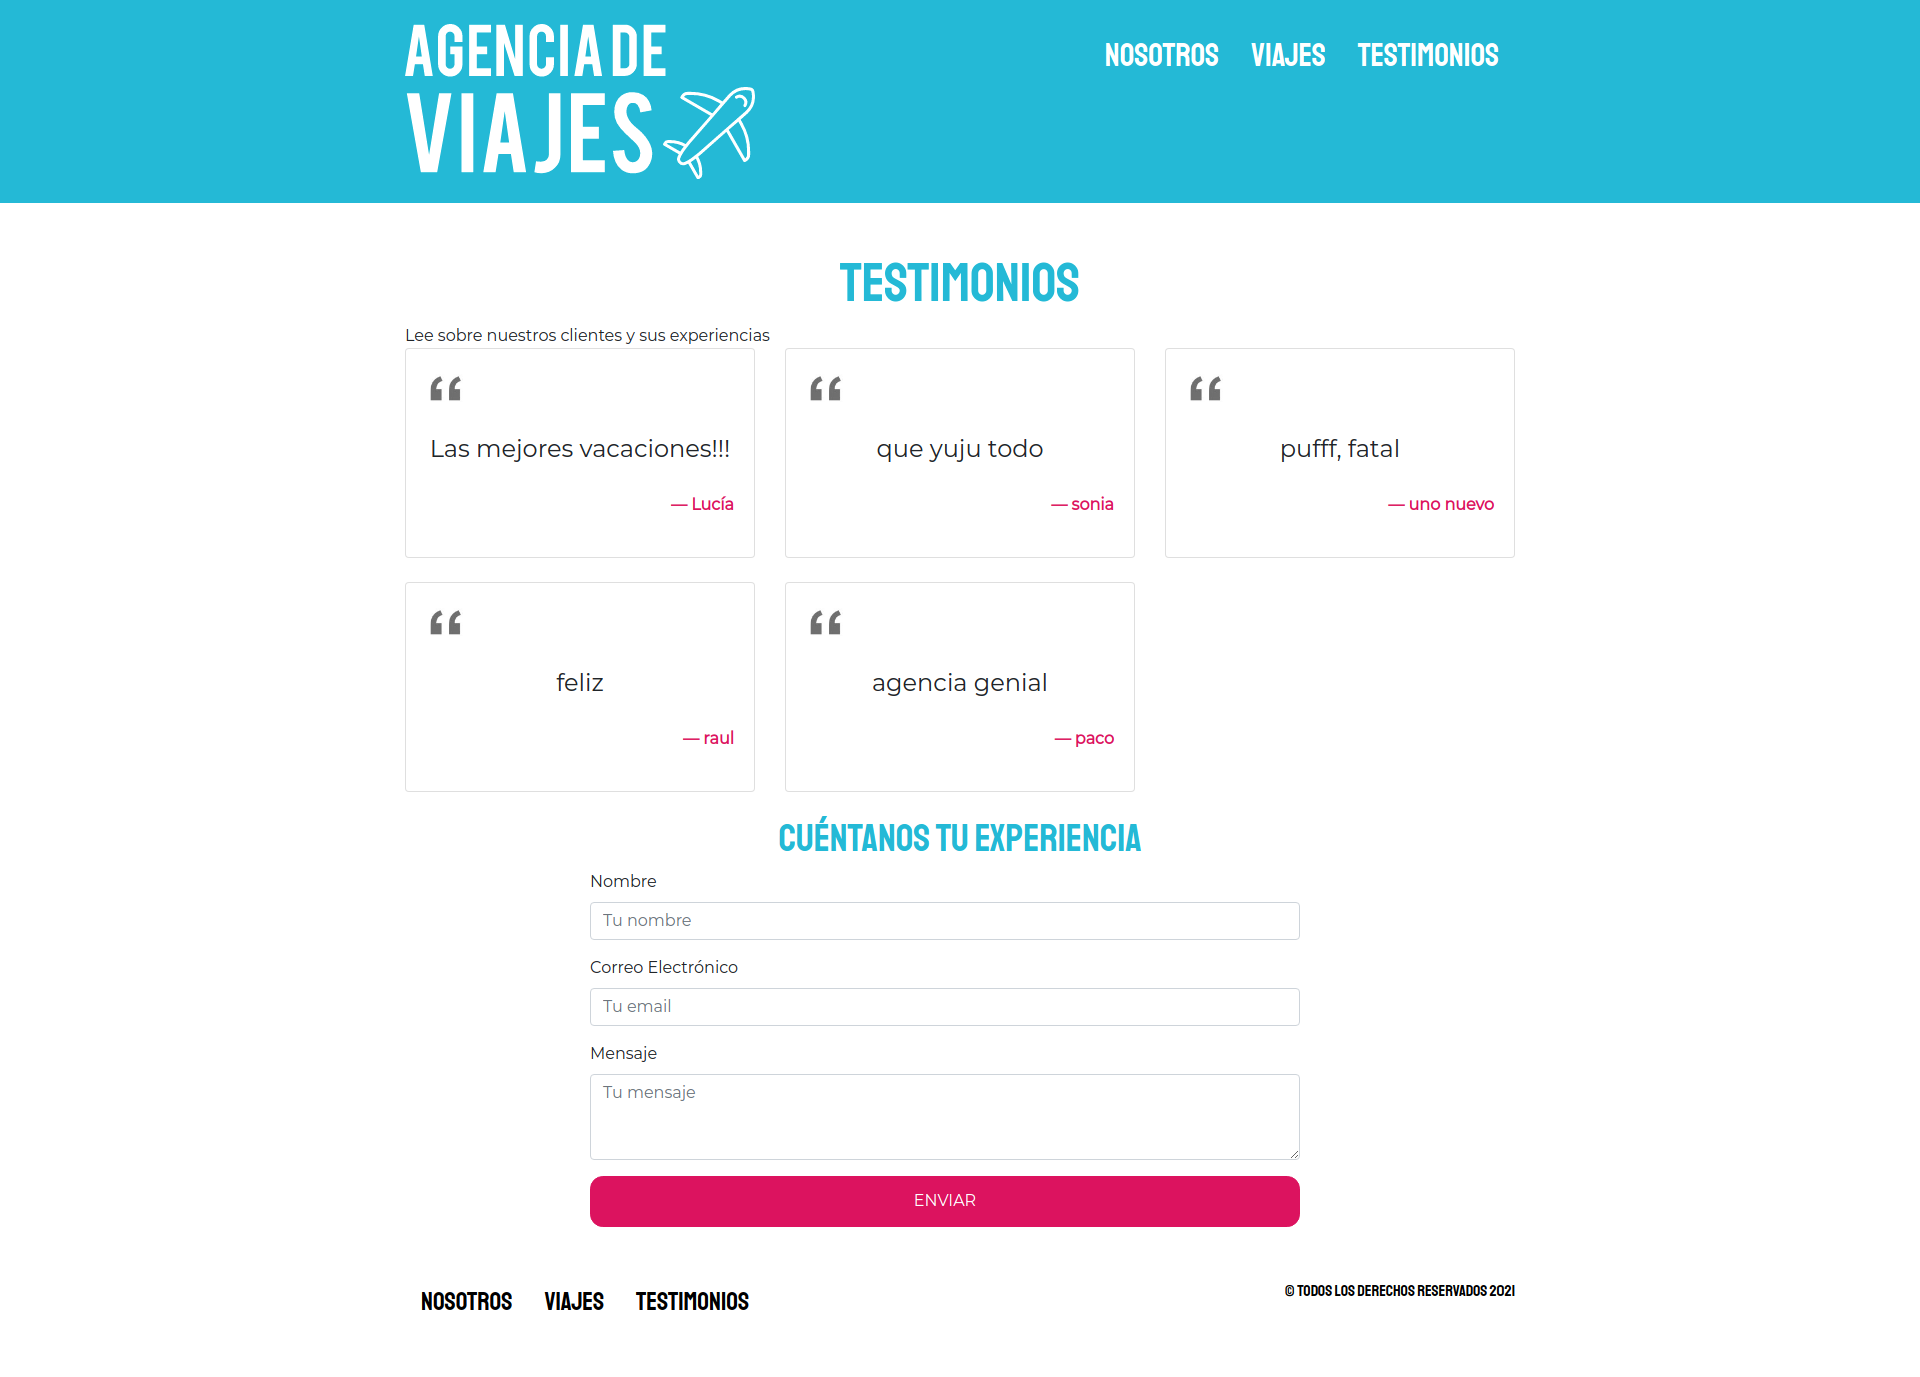 AGENCIA DE
VIAJES
NOSOTROS VIAJES TESTIMONIOS
TESTIMONIOS
Lee sobre nuestros clientes y sus experiencias
“
Las mejores vacaciones!!!
— Lucía
“
que yuju todo
— sonia
“
pufff, fatal
— uno nuevo
“
feliz
— raul
“
agencia genial
— paco
CUÉNTANOS TU EXPERIENCIA
Nombre
Tu nombre
Correo Electrónico
Tu email
Mensaje
Tu mensaje
ENVIAR
NOSOTROS VIAJES TESTIMONIOS
© TODOS LOS DERECHOS RESERVADOS 2021